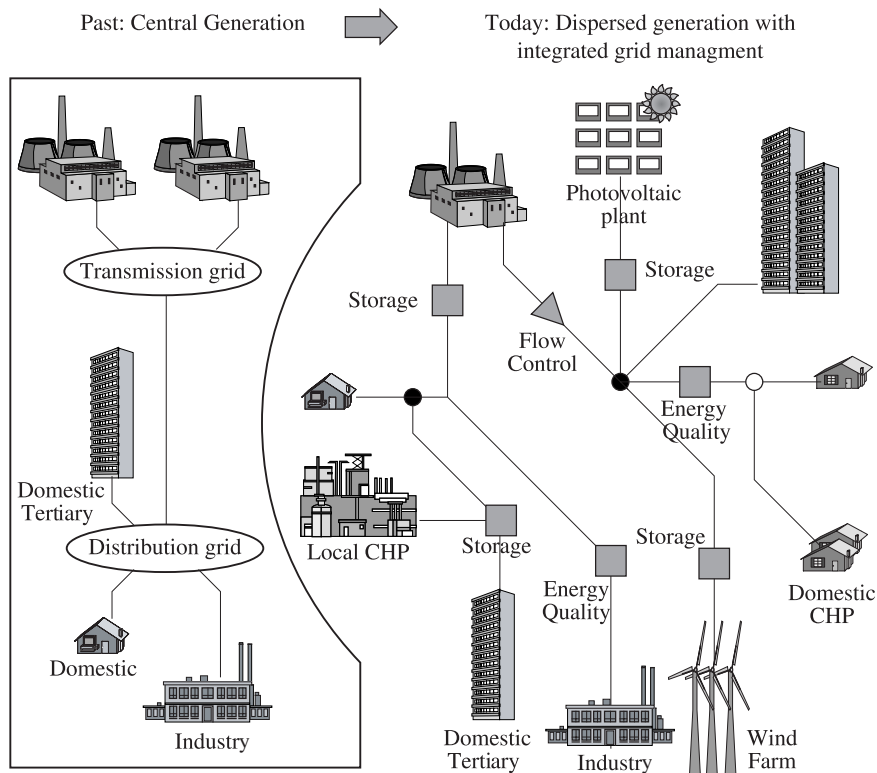 Past: Central Generation
Today: Dispersed generation with
integrated grid managment
Transmission grid
Domestic
Tertiary
Distribution grid
Domestic
Industry
Photovoltaic
plant
Storage
Storage
Flow
Control
Energy
Quality
Local CHP
Storage
Storage
Energy
Quality
Domestic
CHP
Domestic
Tertiary
Industry
Wind
Farm